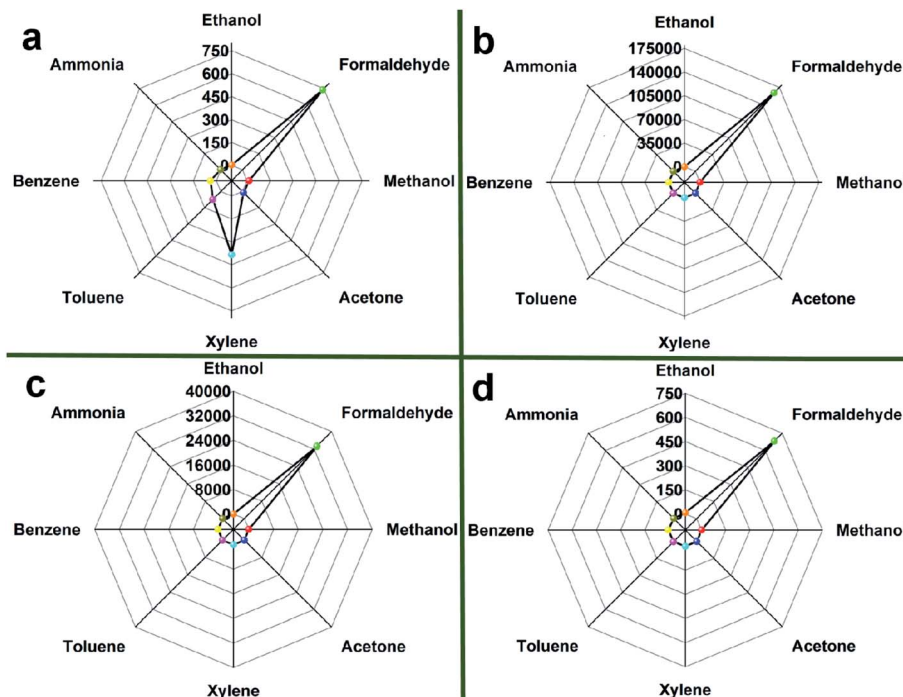 a
Ethanol
750
600
450
300
150
0
Ammonia
Formaldehyde
Benzene
Methanol
Toluene
Acetone
Xylene
b
Ethanol
175000
140000
105000
70000
35000
0
Ammonia
Formaldehyde
Benzene
Methano
Toluene
Acetone
Xylene
c
Ethanol
40000
32000
24000
16000
8000
0
Ammonia
Formaldehyde
Benzene
Methanol
Toluene
Acetone
Xylene
d
Ethanol
750
600
450
300
150
0
Ammonia
Formaldehyde
Benzene
Methano
Toluene
Acetone
Xylene